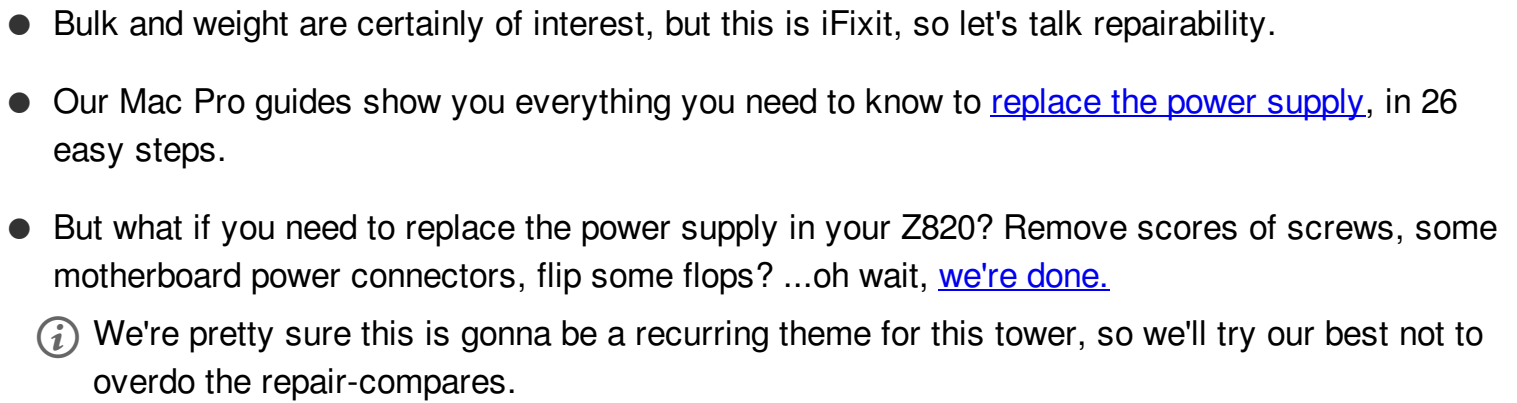 Bulk and weight are certainly of interest, but this is iFixit, so let's talk repairability.
Our Mac Pro guides show you everything you need to know to replace the power supply, in 26
easy steps.
But what if you need to replace the power supply in your Z820? Remove scores of screws, some
motherboard power connectors, flip some flops? ...oh wait, we're done.
We're pretty sure this is gonna be a recurring theme for this tower, so we'll try our best not to
overdo the repair-compares.